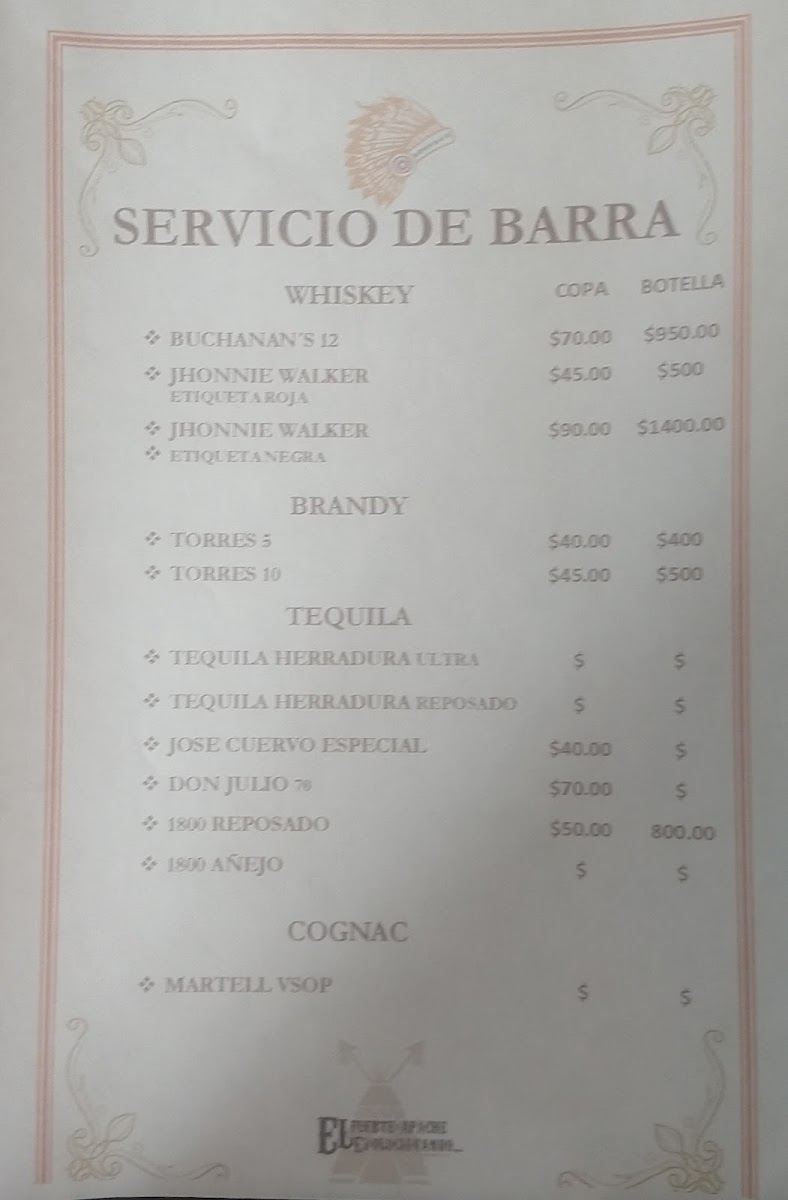 SERVICIO DE BARRA
WHISKEY COPA BOTELLA
BUCHANAN´S 12 $70.00 $950.00
JHONNIE WALKER $45.00 $500
ETIQUETA ROJA
JHONNIE WALKER $90.00 $1400.00
ETIQUETA NEGRA
BRANDY
TORRES 5 $40.00 $400
TORRES 10 $45.00 $500
TEQUILA
TEQUILA HERRADURA ULTRA $ $
TEQUILA HERRADURA REPOSADO $ $
JOSE CUERVO ESPECIAL $40.00 $
DON JULIO 70 $70.00 $
1800 REPOSADO $50.00 800.00
1800 AÑEJO $ $
COGNAC
MARTELL VSOP $ $
EL FUERTE APACHE